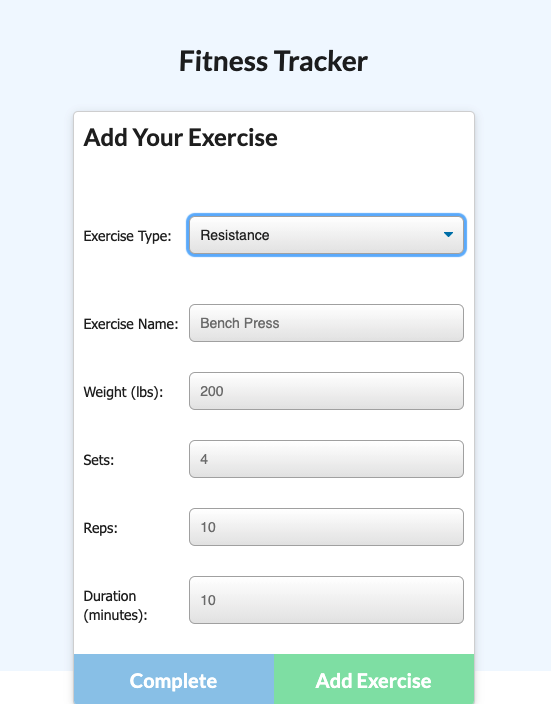 Fitness Tracker
Add Your Exercise
Exercise Type: Resistance
Exercise Name: Bench Press
Weight (lbs): 200
Sets: 4
Reps: 10
Duration
(minutes): 10
Complete Add Exercise